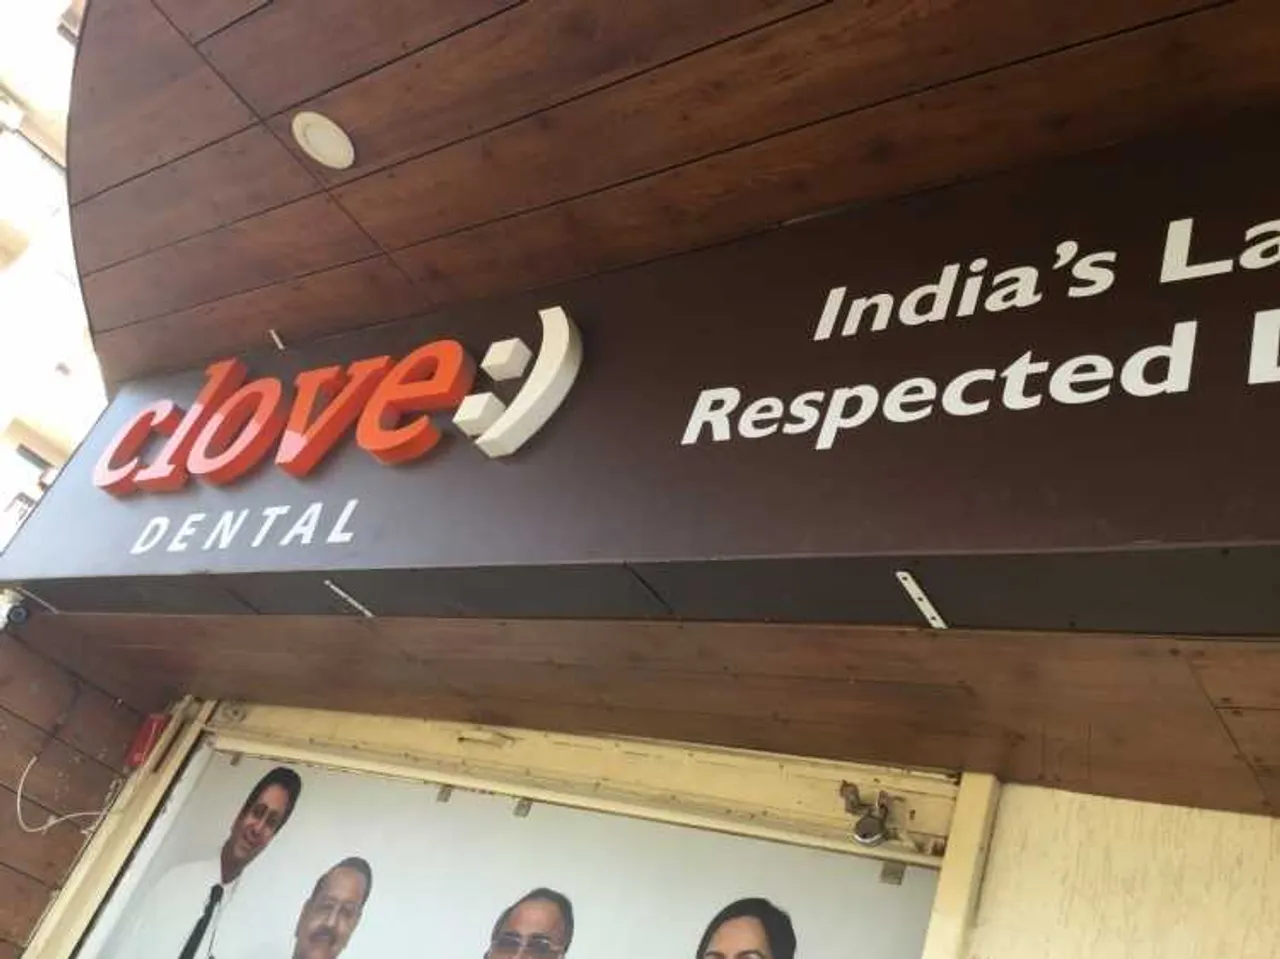 clove:)
DENTAL
India's La
Respected